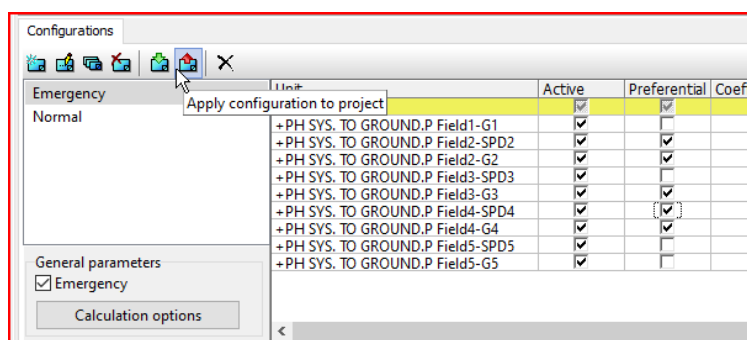 Configurations
Unit Active Preferential Coef
Emergency
Apply configuration to project
Normal
+PH SYS. TO GROUND.P Field1-G1
+PH SYS. TO GROUND.P Field2-SPD2
+PH SYS. TO GROUND.P Field2-G2
+PH SYS. TO GROUND.P Field3-SPD3
+PH SYS. TO GROUND.P Field3-G3
+PH SYS. TO GROUND.P Field4-SPD4
+PH SYS. TO GROUND.P Field4-G4
+PH SYS. TO GROUND.P Field5-SPD5
+PH SYS. TO GROUND.P Field5-G5
General parameters
Emergency
Calculation options